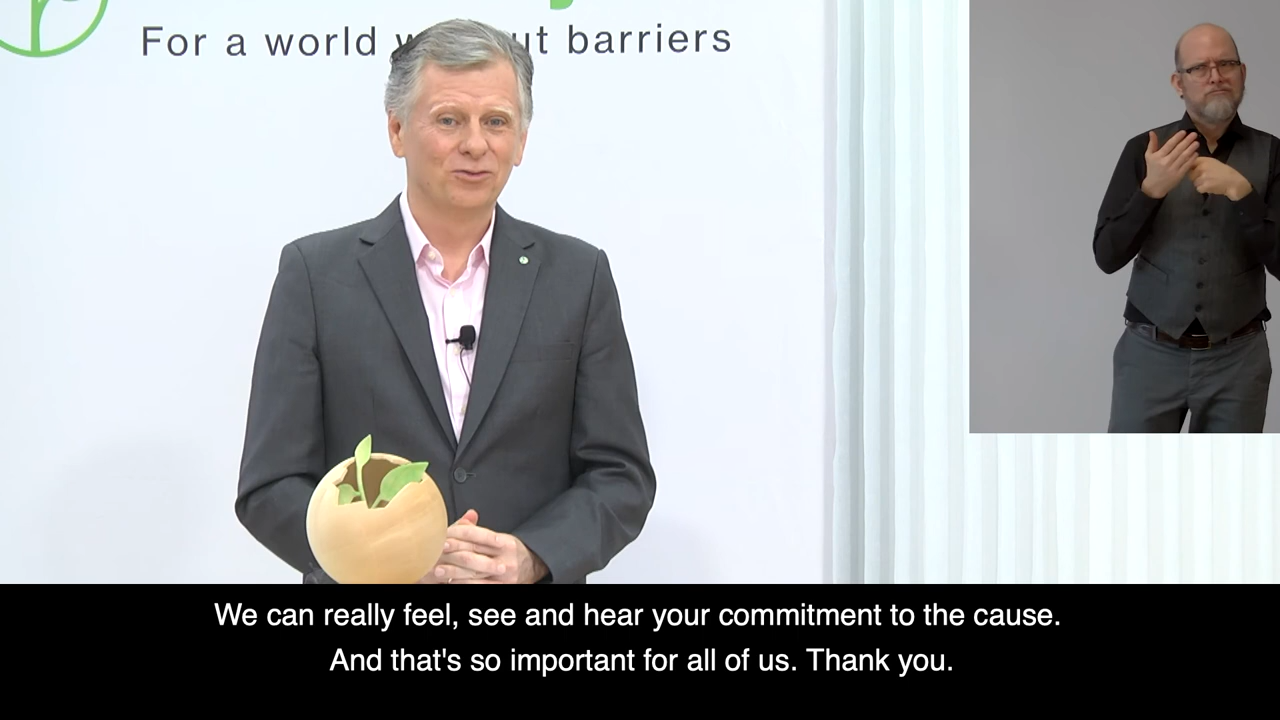 For a world w ut barriers
We can really feel, see and hear your commitment to the cause.
And that's so important for all of us. Thank you.